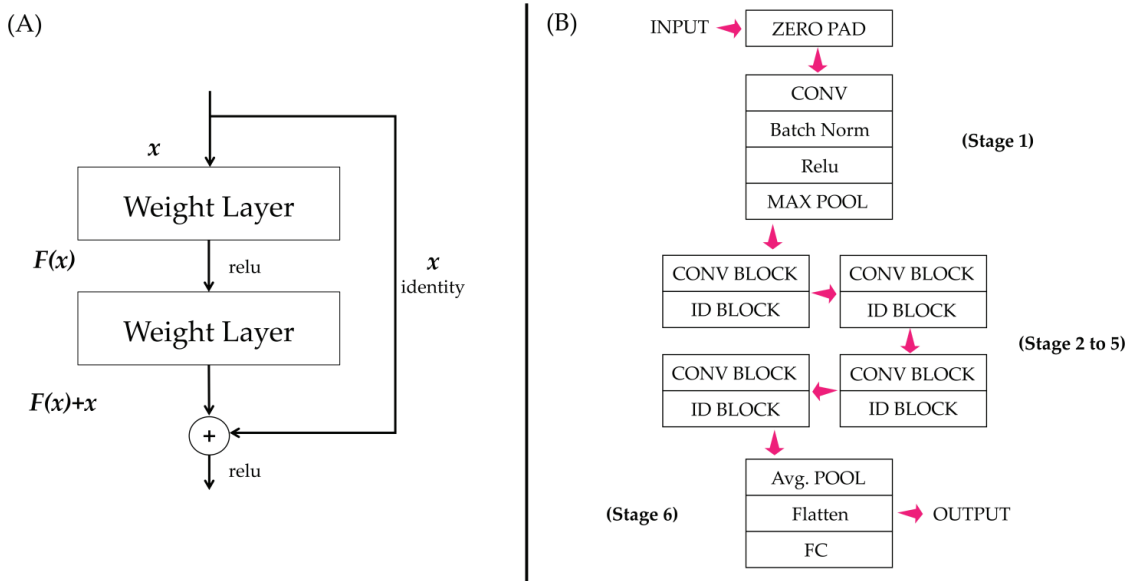 (A)
x
Weight Layer
F(x)
relu
x
identity
Weight Layer
F(x)+x
+
relu
(B)
INPUT
ZERO PAD
CONV
Batch Norm
Relu
MAX POOL
(Stage 1)
CONV BLOCK
ID BLOCK
CONV BLOCK
ID BLOCK
(Stage 2 to 5)
CONV BLOCK
ID BLOCK
CONV BLOCK
ID BLOCK
Avg. POOL
(Stage 6)
Flatten
OUTPUT
FC